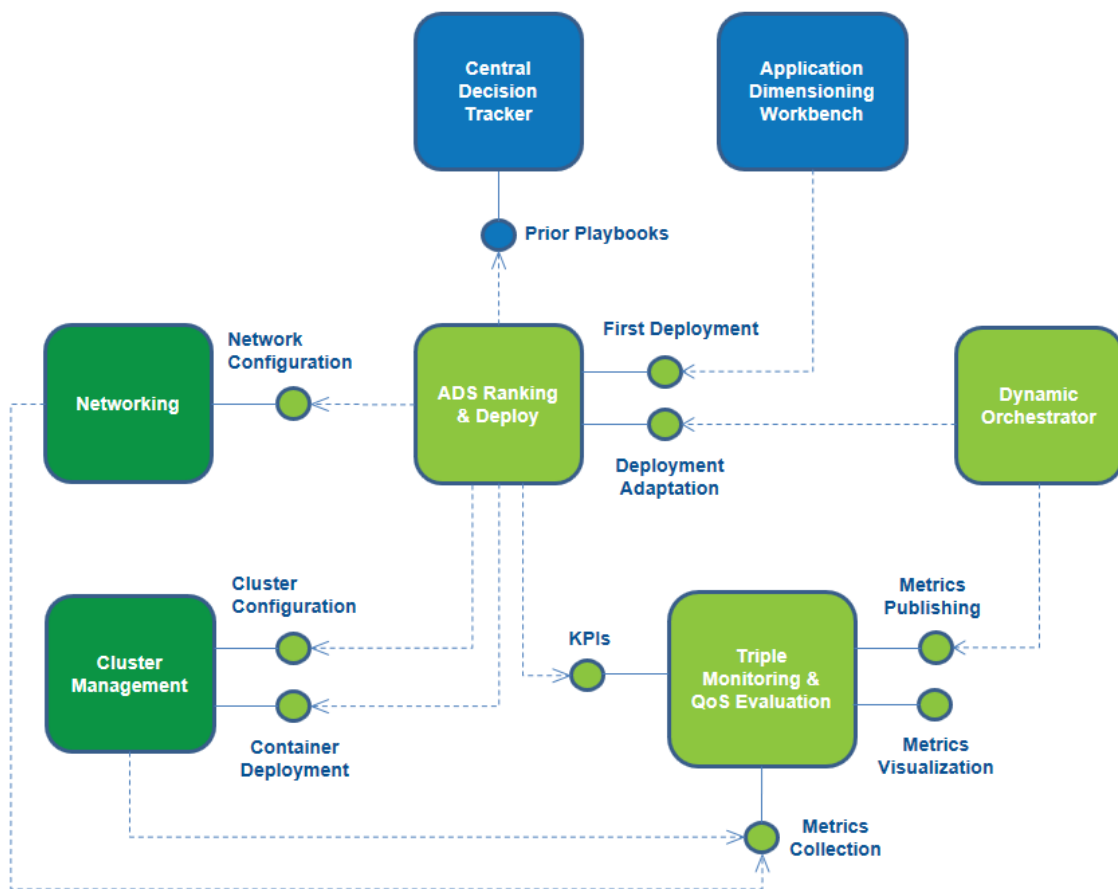 Central
Decision
Tracker
Application
Dimensioning
Workbench
Prior Playbooks
Network
Configuration
First Deployment
Networking
ADS Ranking
& Deploy
Dynamic
Orchestrator
Deployment
Adaptation
Cluster
Configuration
Metrics
Publishing
KPIs
Cluster
Management
Triple
Monitoring &
QoS Evaluation
Container
Deployment
Metrics
Visualization
Metrics
Collection